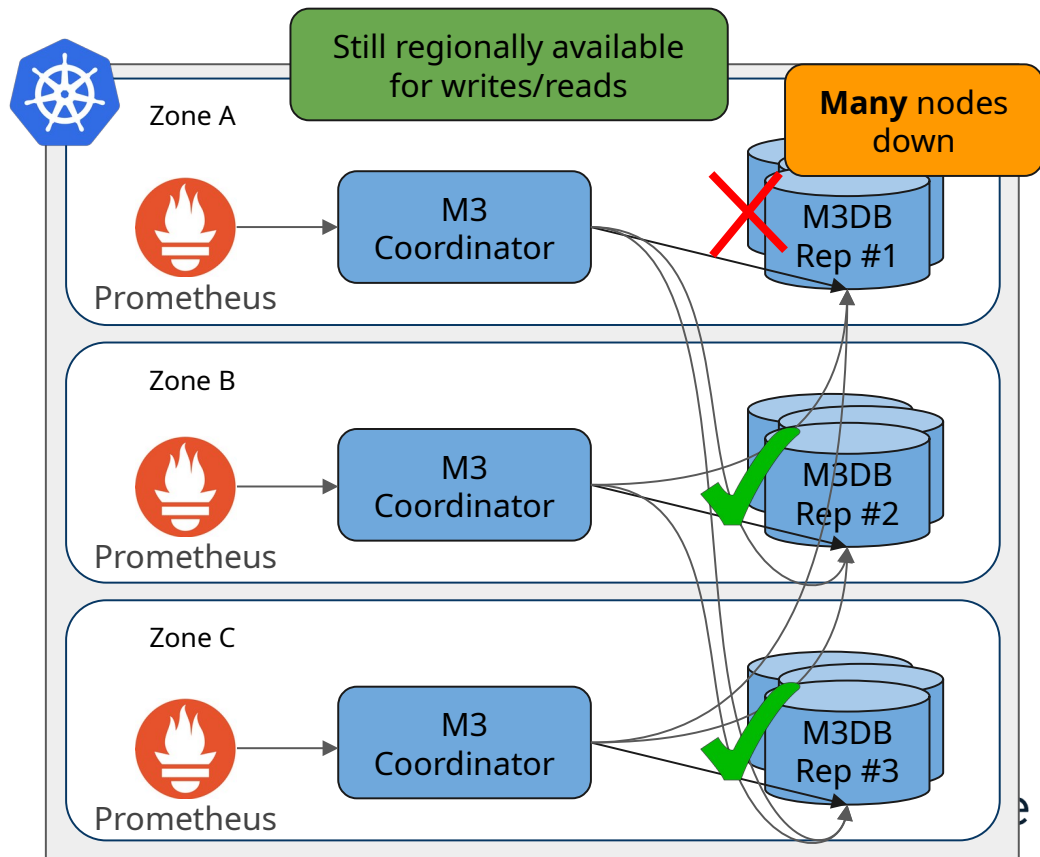 Still regionally available
for writes/reads
Many nodes
down
Zone A
M3
Coordinator
M3DB
Rep #1
Prometheus
Zone B
M3
Coordinator
M3DB
Rep #2
Prometheus
Zone C
M3
Coordinator
M3DB
Rep #3
Prometheus